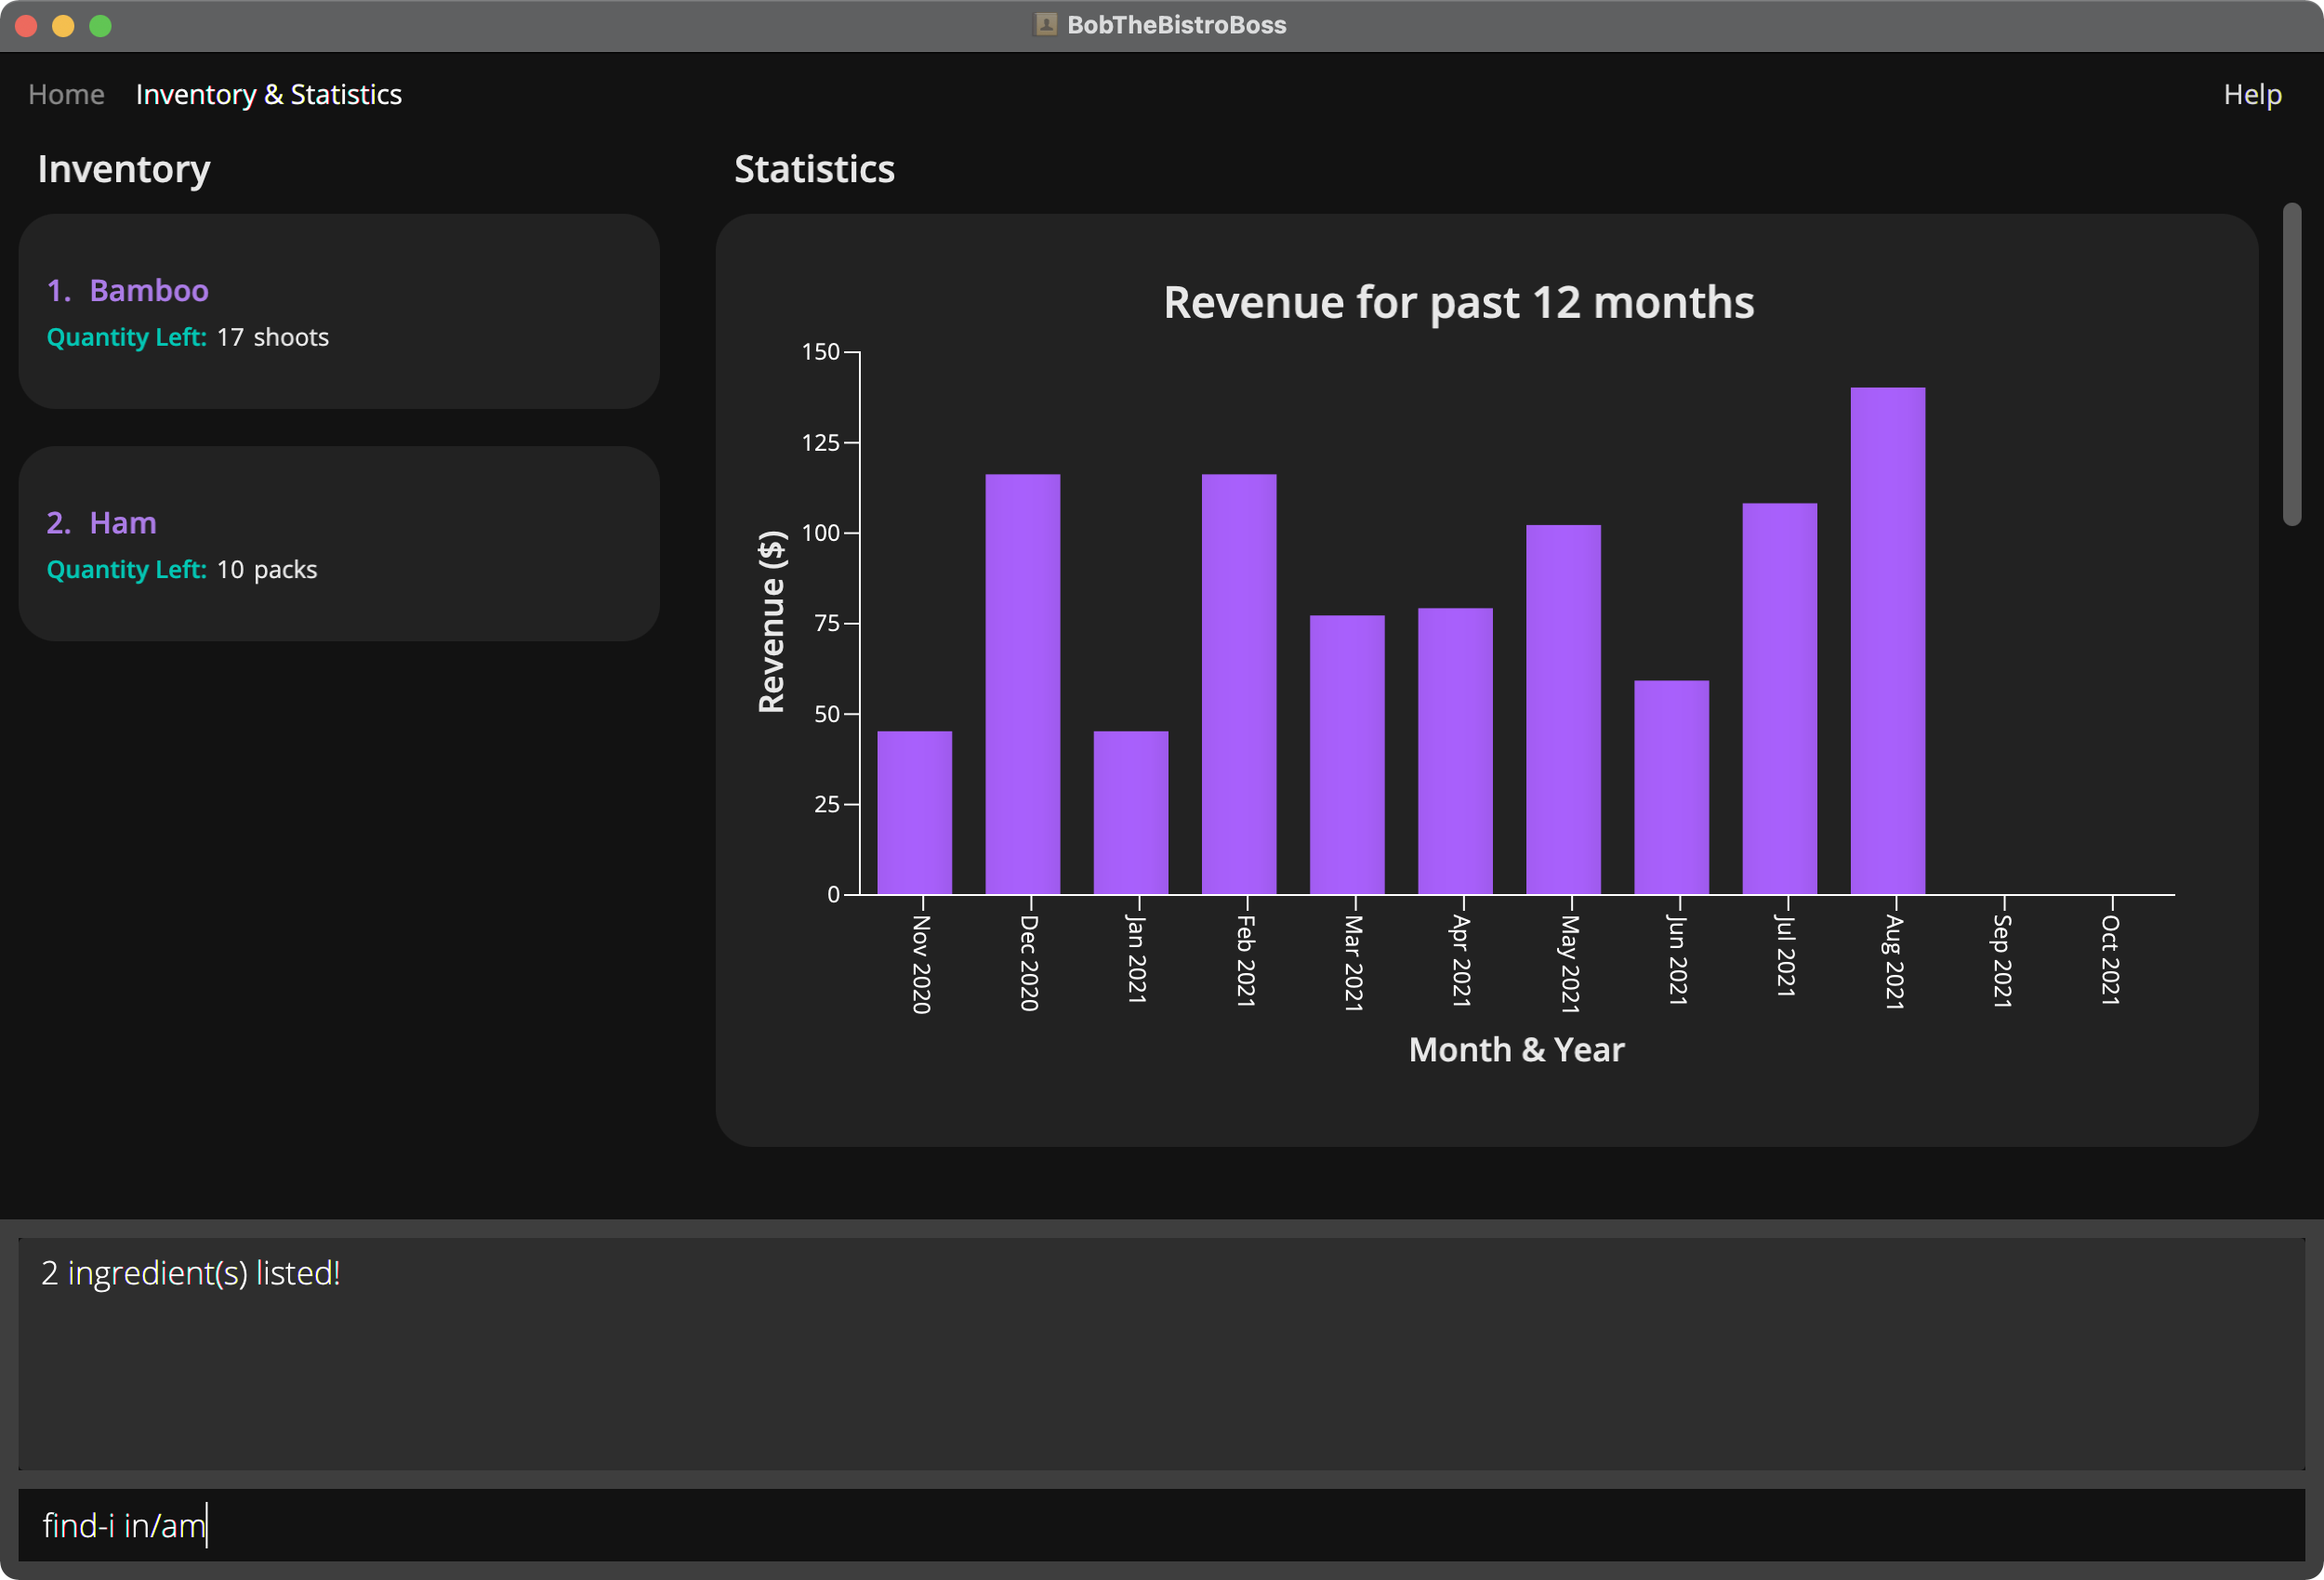 BobTheBistroBoss
Home Inventory & Statistics Help
Inventory
1. Bamboo
Quantity Left: 17 shoots
2. Ham
Quantity Left: 10 packs
Statistics
Revenue for past 12 months
Revenue ($)
150
125
100
75
50
25
0
Nov 2020
Dec 2020
Jan 2021
Feb 2021
Mar 2021
Apr 2021
May 2021
Jun 2021
Jul 2021
Aug 2021
Sep 2021
Oct 2021
Month & Year
2 ingredient(s) listed!
find-i in/am